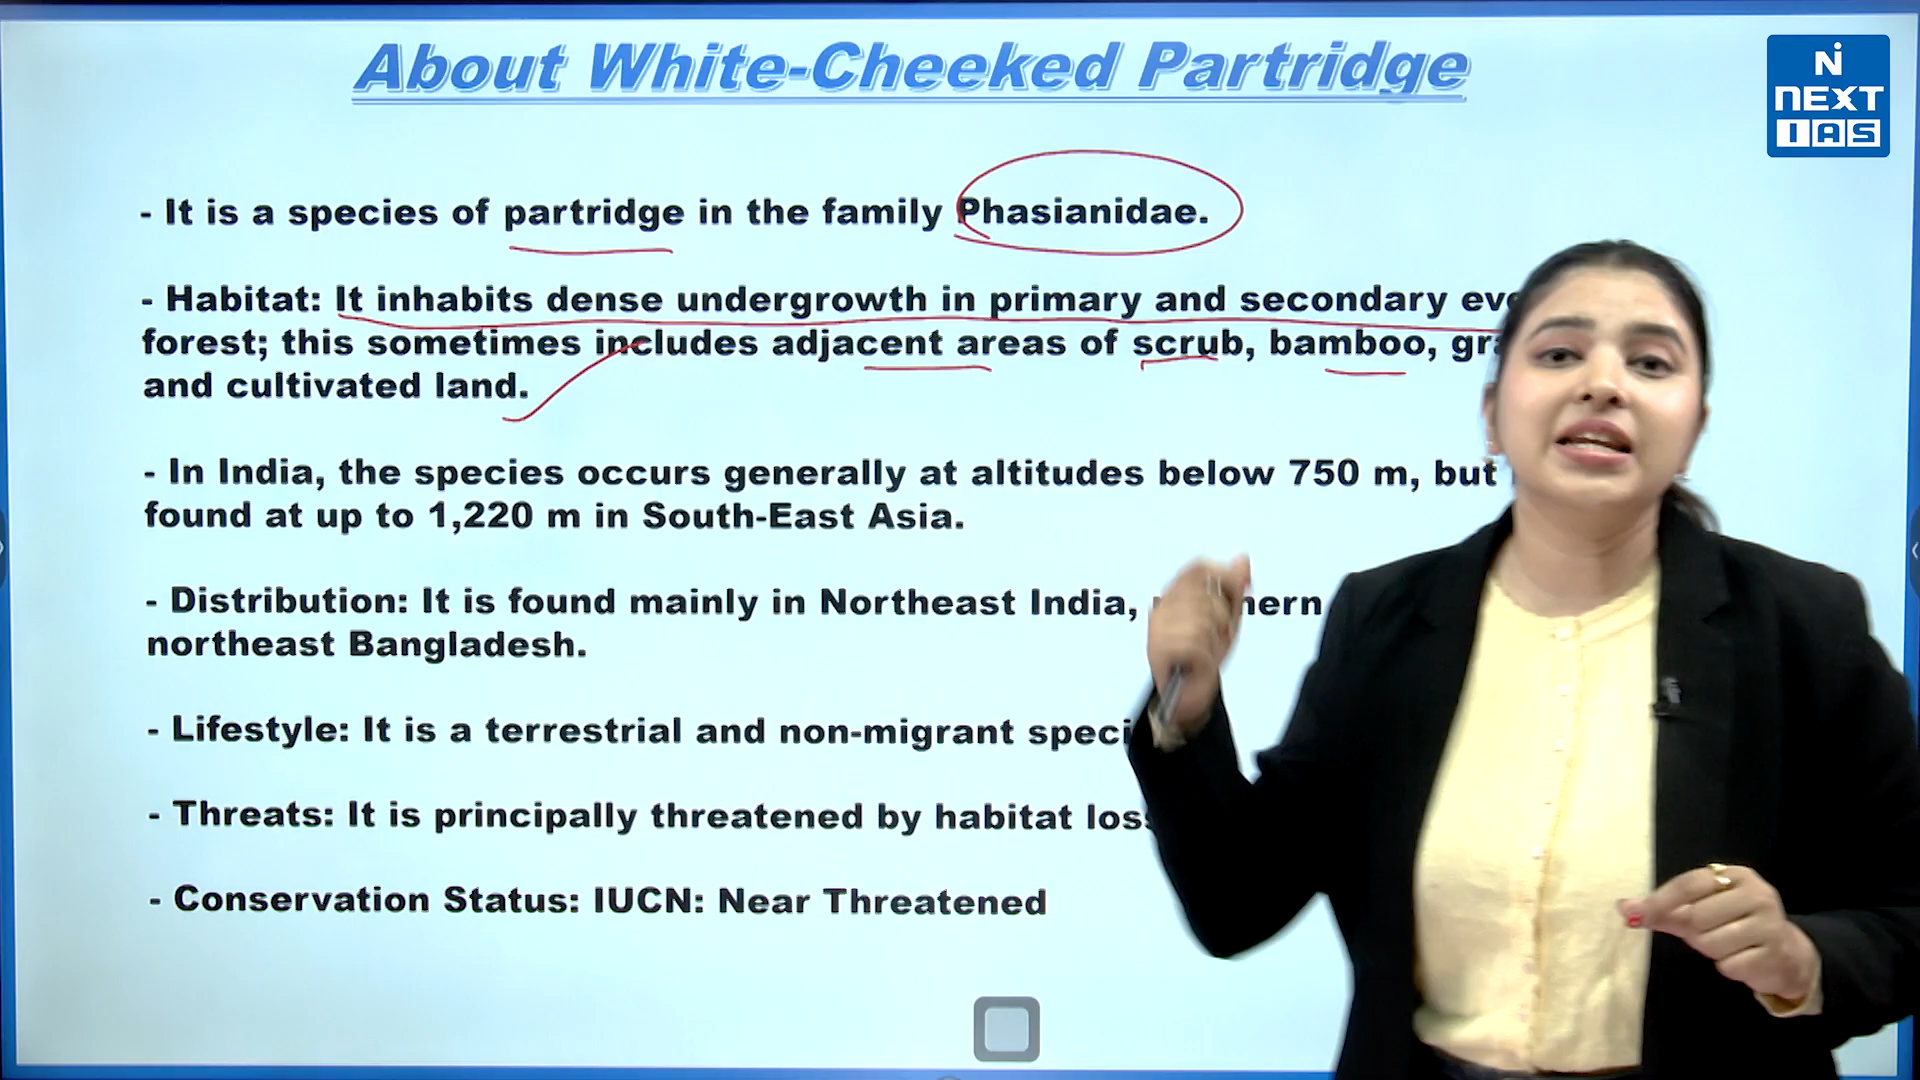 About White-Cheeked Partridge
Ni
NEXT
IAS
- It is a species of partridge in the family Phasianidae.
- Habitat: It inhabits dense undergrowth in primary and secondary
forest; this sometimes includes adjacent areas of scrub, bamboo,
and cultivated land.
- In India, the species occurs generally at altitudes below 750 m, but
found at up to 1,220 m in South-East Asia.
- Distribution: It is found mainly in Northeast India,
northeast Bangladesh.
- Lifestyle: It is a terrestrial and non-migrant
- Threats: It is principally threatened by habitat
- Conservation Status: IUCN: Near Threatened